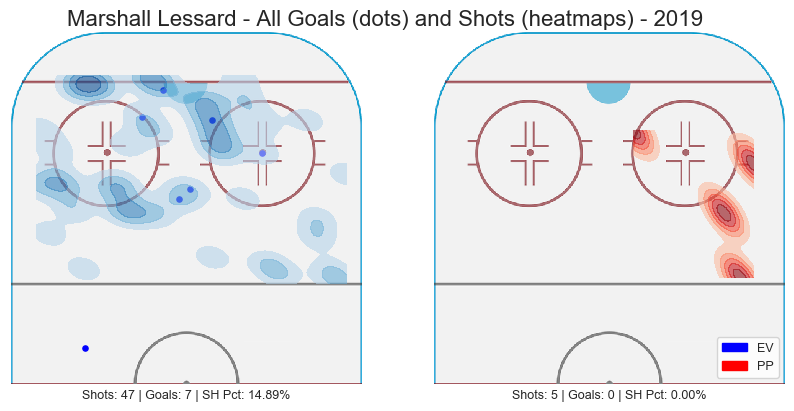 Marshall Lessard - All Goals (dots) and Shots (heatmaps) - 2019
EV
PP
Shots: 47 | Goals: 7 | SH Pct: 14.89%
Shots: 5 | Goals: 0 | SH Pct: 0.00%